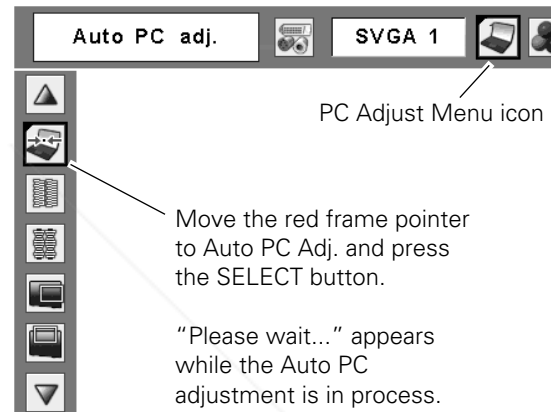 Auto PC adj.
SVGA 1
PC Adjust Menu icon
Move the red frame pointer
to Auto PC Adj. and press
the SELECT button.
“Please wait...” appears
while the Auto PC
adjustment is in process.